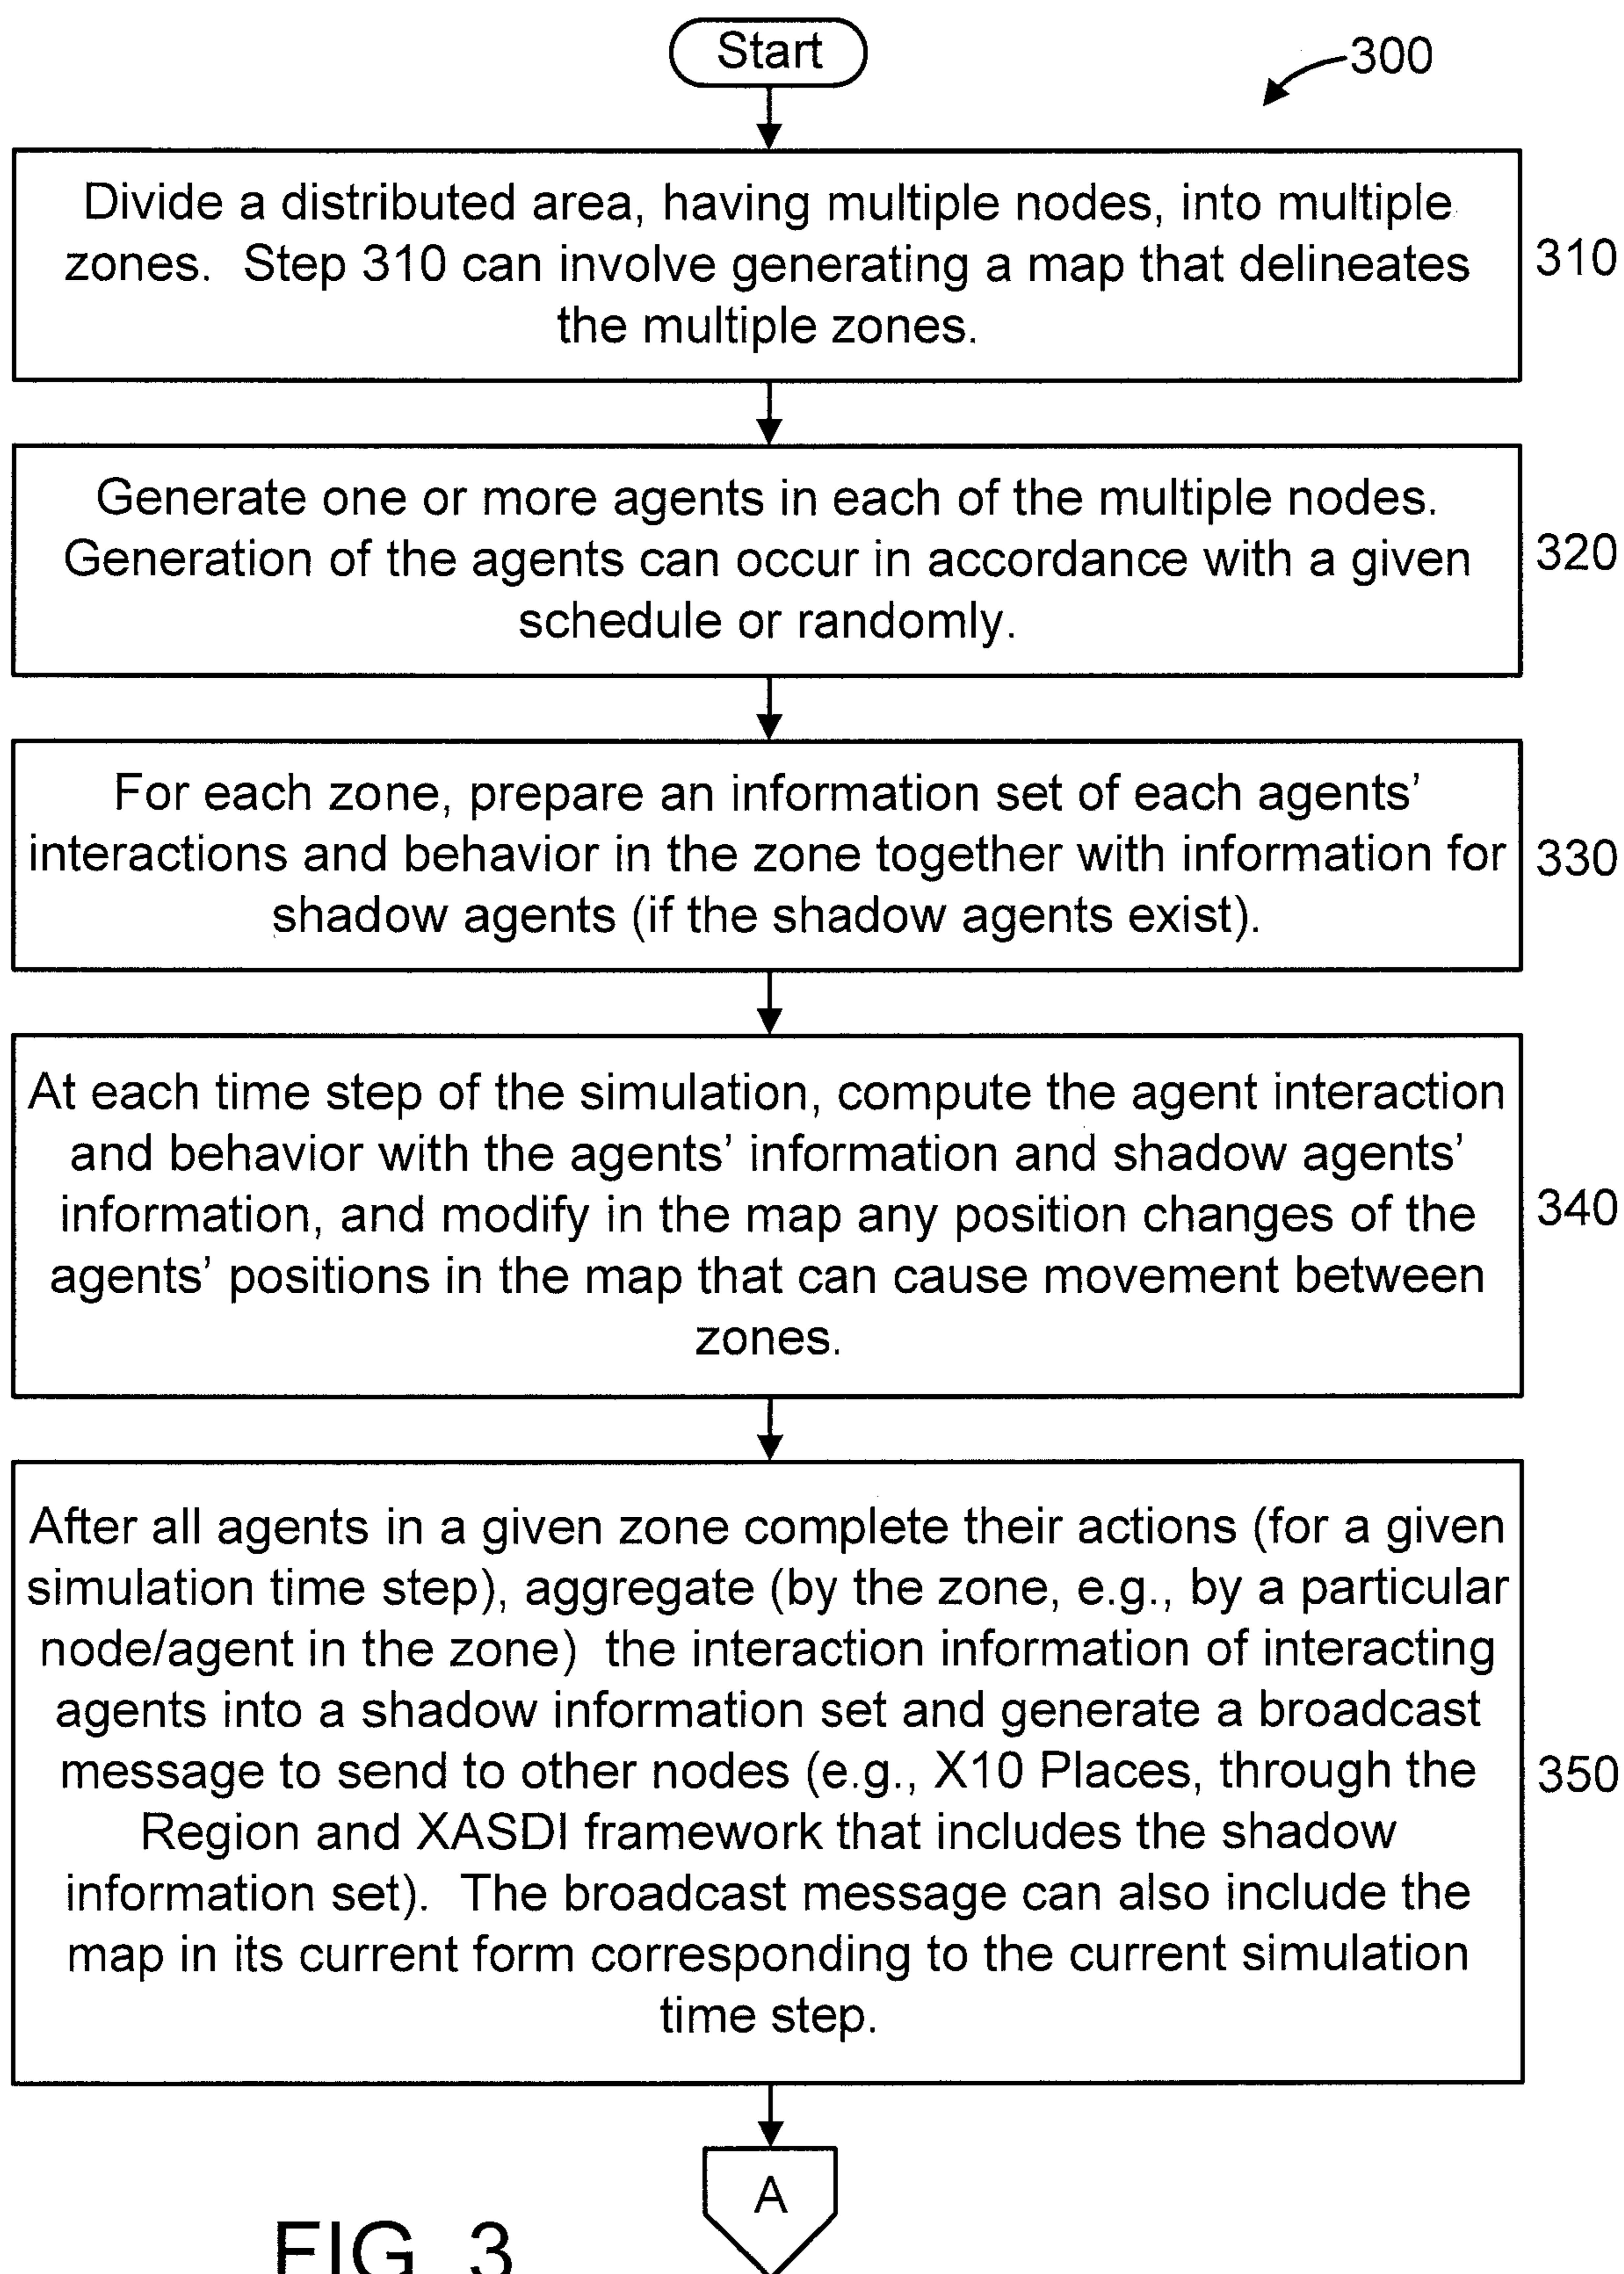 Start
300
Divide a distributed area, having multiple nodes, into multiple
zones. Step 310 can involve generating a map that delineates
the multiple zones.
310
Generate one or more agents in each of the multiple nodes.
Generation of the agents can occur in accordance with a given
schedule or randomly.
320
For each zone, prepare an information set of each agents'
interactions and behavior in the zone together with information for
shadow agents (if the shadow agents exist).
330
At each time step of the simulation, compute the agent interaction
and behavior with the agents' information and shadow agents'
information, and modify in the map any position changes of the
agents' positions in the map that can cause movement between
zones.
340
After all agents in a given zone complete their actions (for a given
simulation time step), aggregate (by the zone, e.g., by a particular
node/agent in the zone) the interaction information of interacting
agents into a shadow information set and generate a broadcast
message to send to other nodes (e.g., X10 Places, through the
Region and XASDI framework that includes the shadow
information set). The broadcast message can also include the
map in its current form corresponding to the current simulation
time step.
350
A
FIG. 3